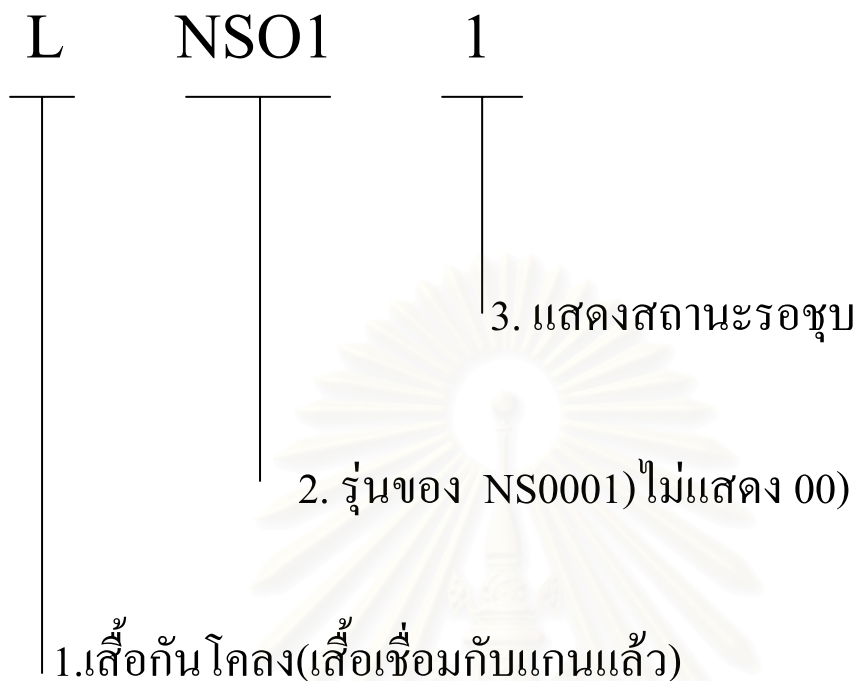 L NSO1 1
3. แสดงสถานะรอชุบ
2. รุ่นของ NS0001)ไม่แสดง 00)
1.เสื้อกันโคลง(เสื้อเชื่อมกับแกนแล้ว)